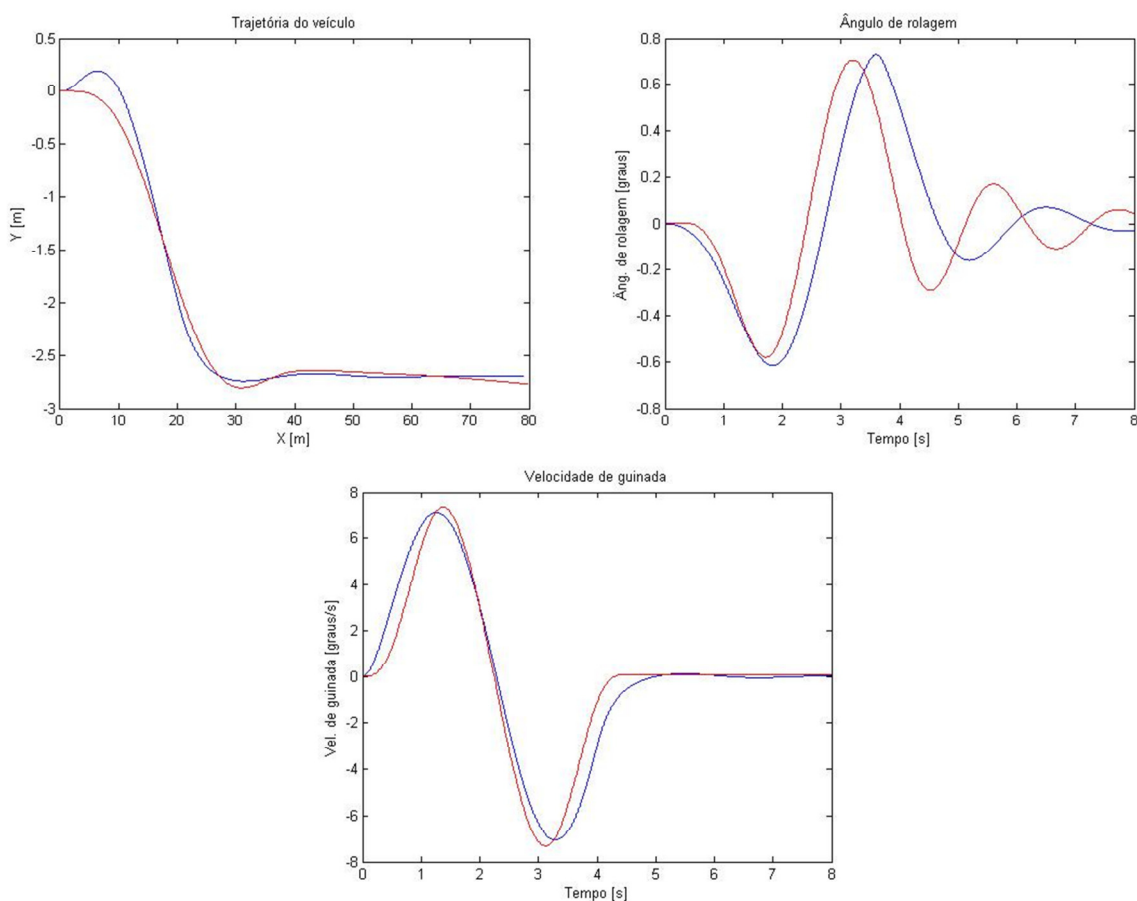 Trajetória do veículo
0.5
0
-0.5
-1
-1.5
-2
-2.5
-3
Y [m]
0 10 20 30 40 50 60 70 80
X [m]
Ângulo de rolagem
0.8
0.6
0.4
0.2
0
-0.2
-0.4
-0.6
-0.8
Äng. de rolagem [graus]
0 1 2 3 4 5 6 7 8
Tempo [s]
Velocidade de guinada
8
6
4
2
0
-2
-4
-6
-8
Vel. de guinada [graus/s]
0 1 2 3 4 5 6 7 8
Tempo [s]